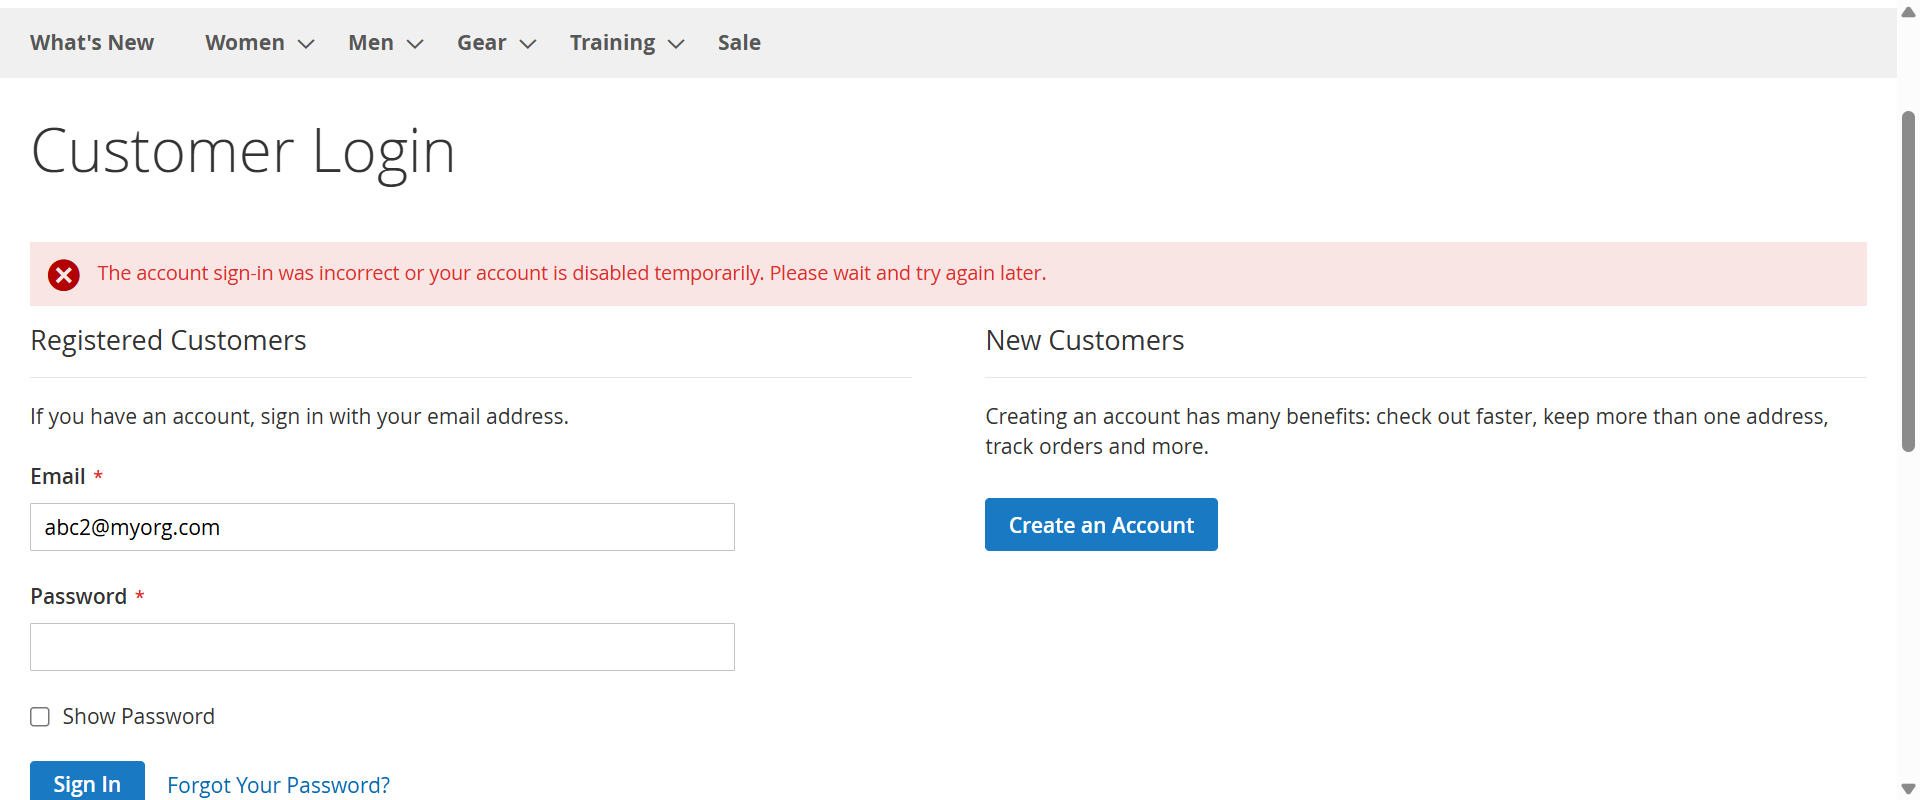 What's New Women Men Gear Training Sale
Customer Login
The account sign-in was incorrect or your account is disabled temporarily. Please wait and try again later.
Registered Customers
If you have an account, sign in with your email address.
Email *
abc2@myorg.com
Password *
Show Password
Sign In Forgot Your Password?
New Customers
Creating an account has many benefits: check out faster, keep more than one address,
track orders and more.
Create an Account